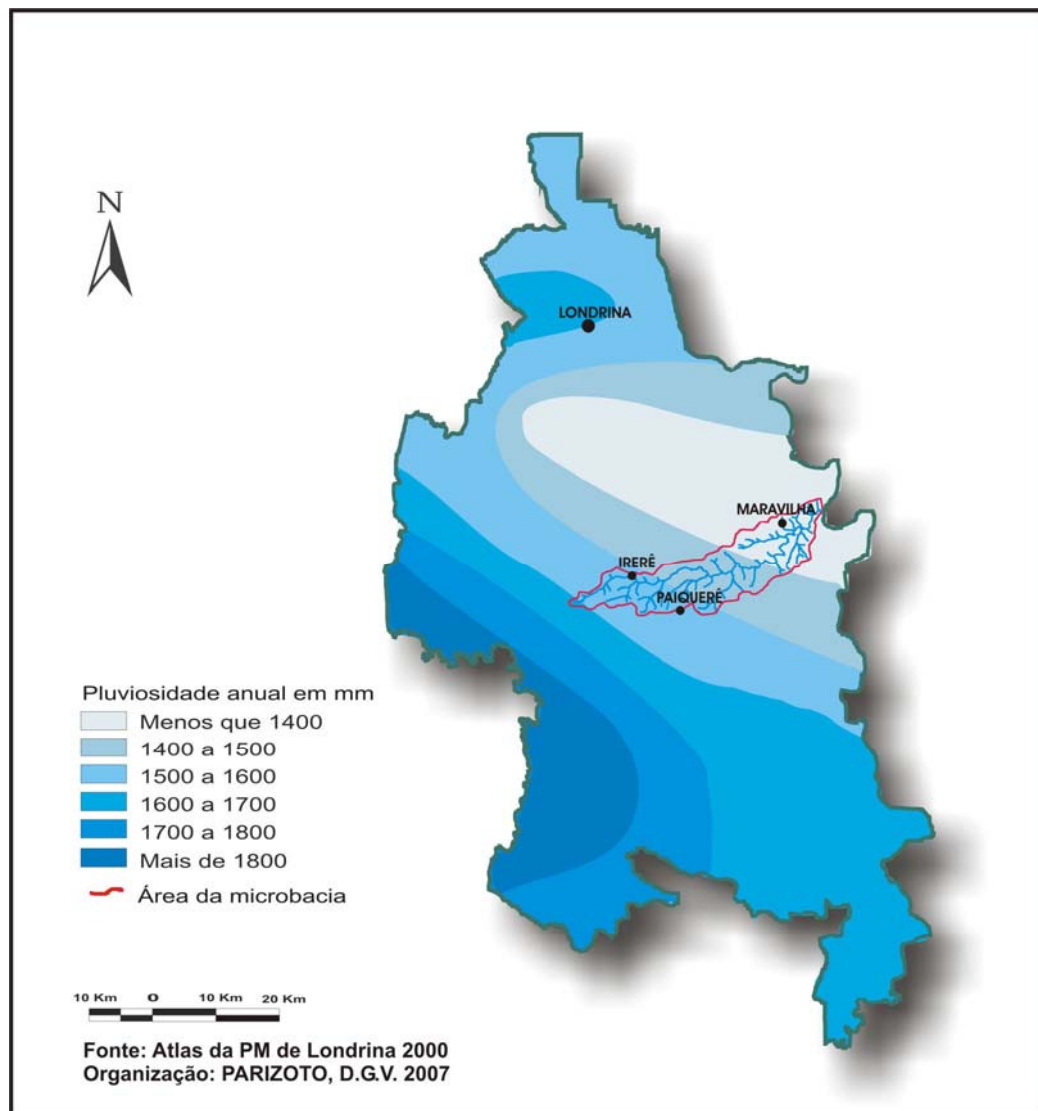 N
LONDRINA
MARAVILHA
IRERÊ
PAIQUERÊ
Pluviosidade anual em mm
Menos que 1400
1400 a 1500
1500 a 1600
1600 a 1700
1700 a 1800
Mais de 1800
Área da microbacia
10 Km 0 10 Km 20 Km
Fonte: Atlas da PM de Londrina 2000
Organização: PARIZOTO, D.G.V. 2007